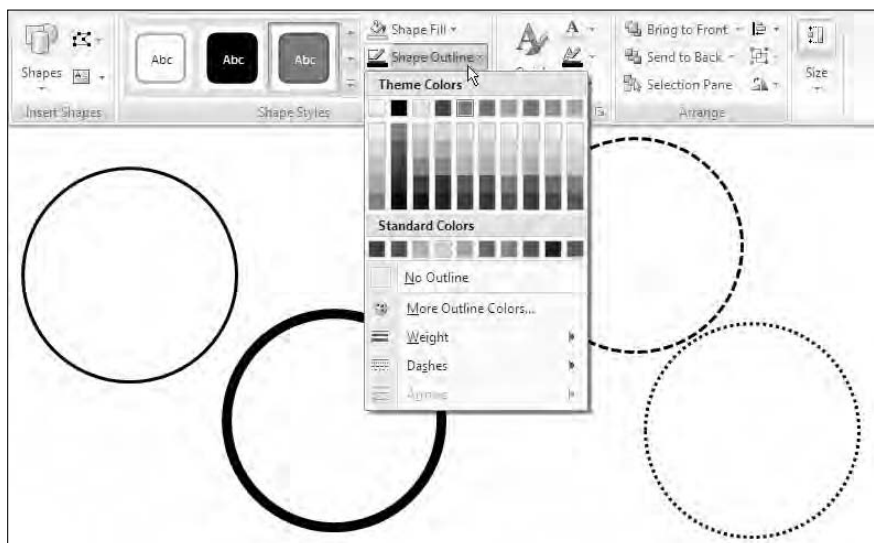 Shapes
Insert Shapes
Abc
Abc
Abc
Shape Styles
Shape Fill
Shape Outline
Theme Colors
Standard Colors
No Outline
More Outline Colors...
Weight
Dashes
Arrows
A
A
Bring to Front
Send to Back
Selection Pane
Arrange
Size